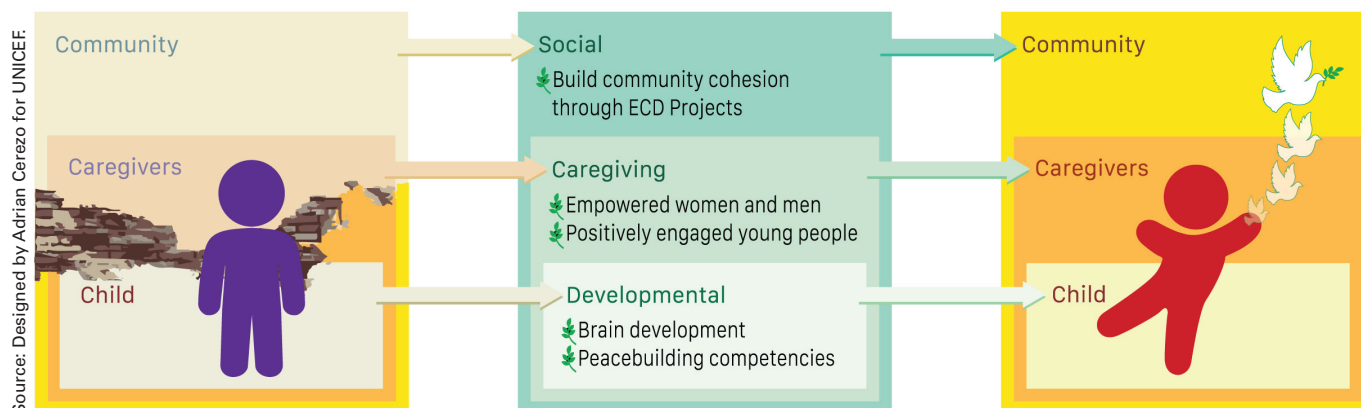 Source: Designed by Adrian Cerezo for UNICEF.
Community
Caregivers
Child
Social
Build community cohesion
through ECD Projects
Caregiving
Empowered women and men
Positively engaged young people
Developmental
Brain development
Peacebuilding competencies
Community
Caregivers
Child